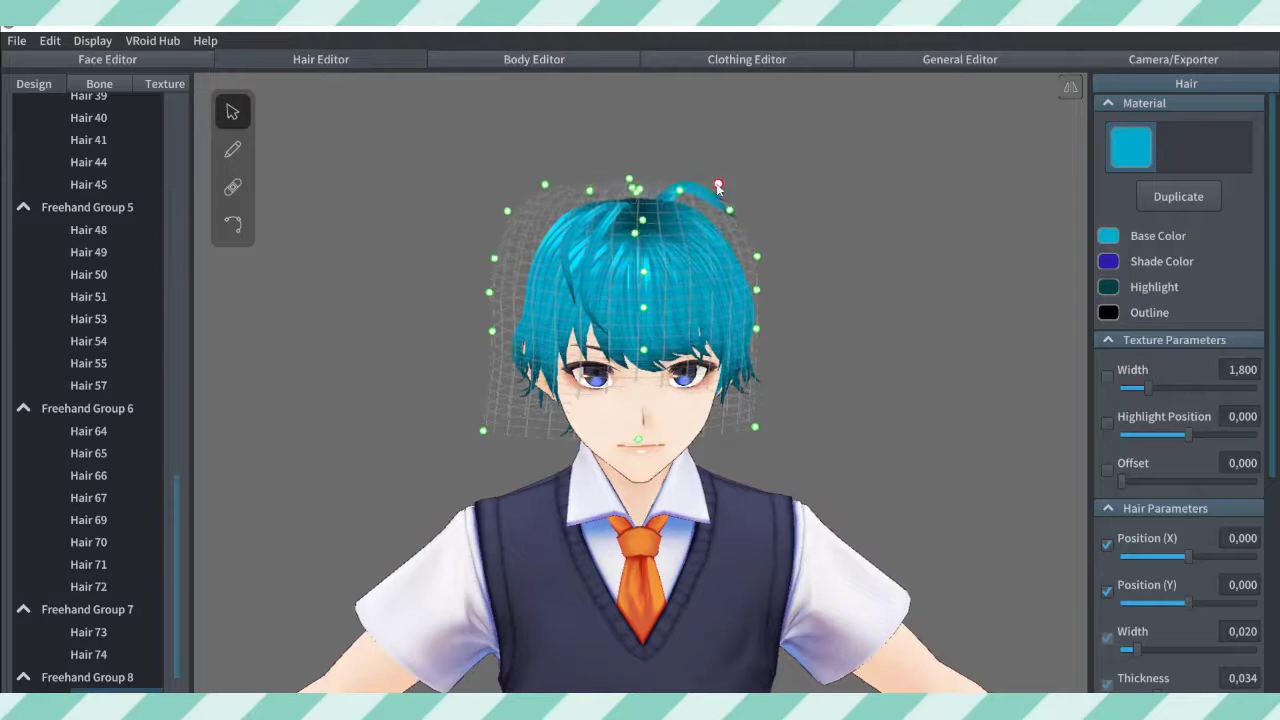 File Edit Display VRoid Hub Help
Face Editor Hair Editor Body Editor Clothing Editor General Editor Camera/Exporter
Design Bone Texture
Hair 39
Hair 40
Hair 41
Hair 44
Hair 45
Freehand Group 5
Hair 48
Hair 49
Hair 50
Hair 51
Hair 53
Hair 54
Hair 55
Hair 57
Freehand Group 6
Hair 64
Hair 65
Hair 66
Hair 67
Hair 69
Hair 70
Hair 71
Hair 72
Freehand Group 7
Hair 73
Hair 74
Freehand Group 8
Hair
Material
Duplicate
Base Color
Shade Color
Highlight
Outline
Texture Parameters
Width 1,800
Highlight Position 0,000
Offset 0,000
Hair Parameters
Position (X) 0,000
Position (Y) 0,000
Width 0,020
Thickness 0,034